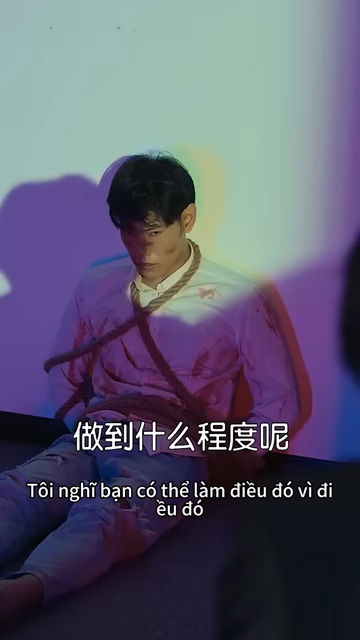 做到什么程度呢
Tôi nghĩ bạn có thể làm điều đó vì đi
ều đó